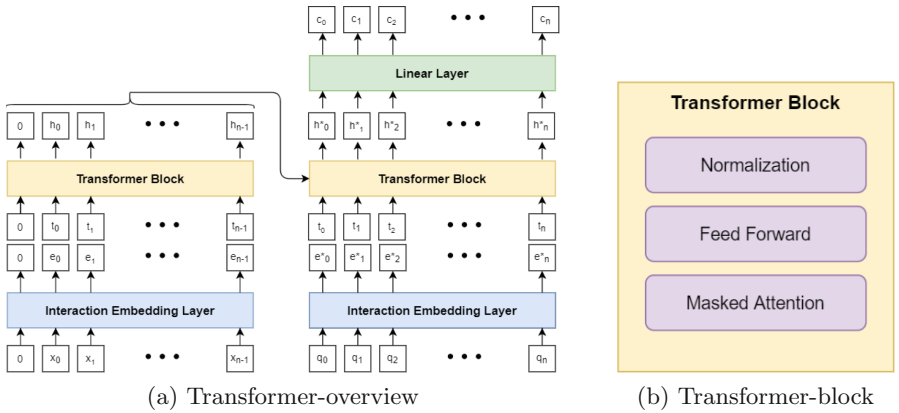 c0 c1 c2 • • • cn
Linear Layer
0 h0 h1 • • • hn-1
h*0 h*1 h*2 • • • h*n
Transformer Block
Transformer Block
0 t0 t1 • • • tn-1
t0 t1 t2 • • • tn
0 e0 e1 • • • en-1
e*0 e*1 e*2 • • • e*n
Interaction Embedding Layer
Interaction Embedding Layer
0 x0 x1 • • • xn-1
q0 q1 q2 • • • qn
(a) Transformer-overview
Transformer Block
Normalization
Feed Forward
Masked Attention
(b) Transformer-block